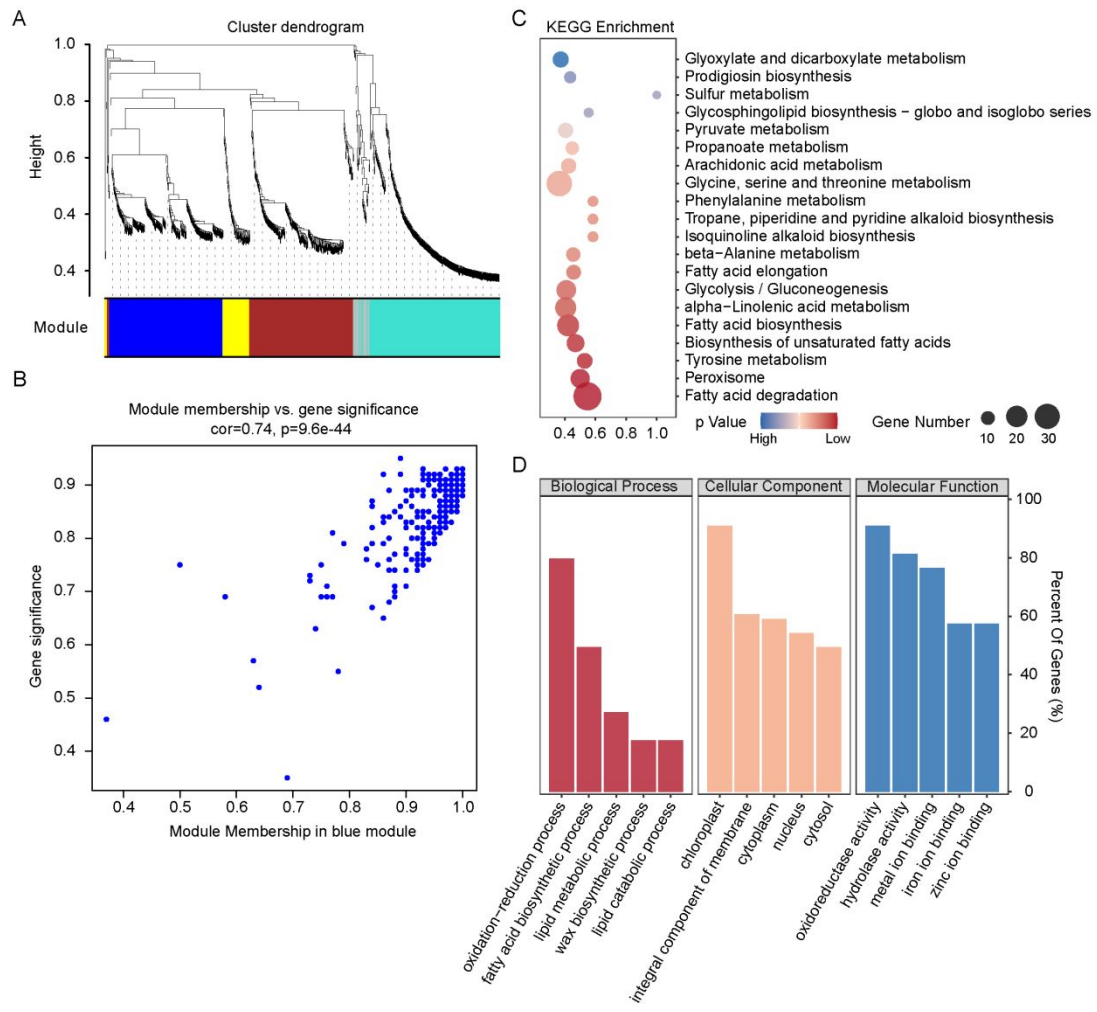 A
Cluster dendrogram
Height
1.0
0.8
0.6
0.4
0.4
Module
B
Module membership vs. gene significance
cor=0.74, p=9.6e-44
Gene significance
0.9
0.8
0.7
0.6
0.5
0.4
0.4 0.5 0.6 0.7 0.8 0.9 1.0
Module Membership in blue module
C
KEGG Enrichment
Glyoxylate and dicarboxylate metabolism
Prodigiosin biosynthesis
Sulfur metabolism
Glycosphingolipid biosynthesis − globo and isoglobo series
Pyruvate metabolism
Propanoate metabolism
Arachidonic acid metabolism
Glycine, serine and threonine metabolism
Phenylalanine metabolism
Tropane, piperidine and pyridine alkaloid biosynthesis
Isoquinoline alkaloid biosynthesis
beta−Alanine metabolism
Fatty acid elongation
Glycolysis / Gluconeogenesis
alpha−Linolenic acid metabolism
Fatty acid biosynthesis
Biosynthesis of unsaturated fatty acids
Tyrosine metabolism
Peroxisome
Fatty acid degradation
0.4 0.6 0.8 1.0
p Value
High Low
Gene Number
10 20 30
D
Biological Process
Cellular Component
Molecular Function
100
80
60
40
20
0
Percent Of Genes (%)
oxidation−reduction process
fatty acid biosynthetic process
lipid metabolic process
wax biosynthetic process
lipid catabolic process
chloroplast
integral component of membrane
cytoplasm
nucleus
cytosol
oxidoreductase activity
hydrolase activity
metal ion binding
iron ion binding
zinc ion binding